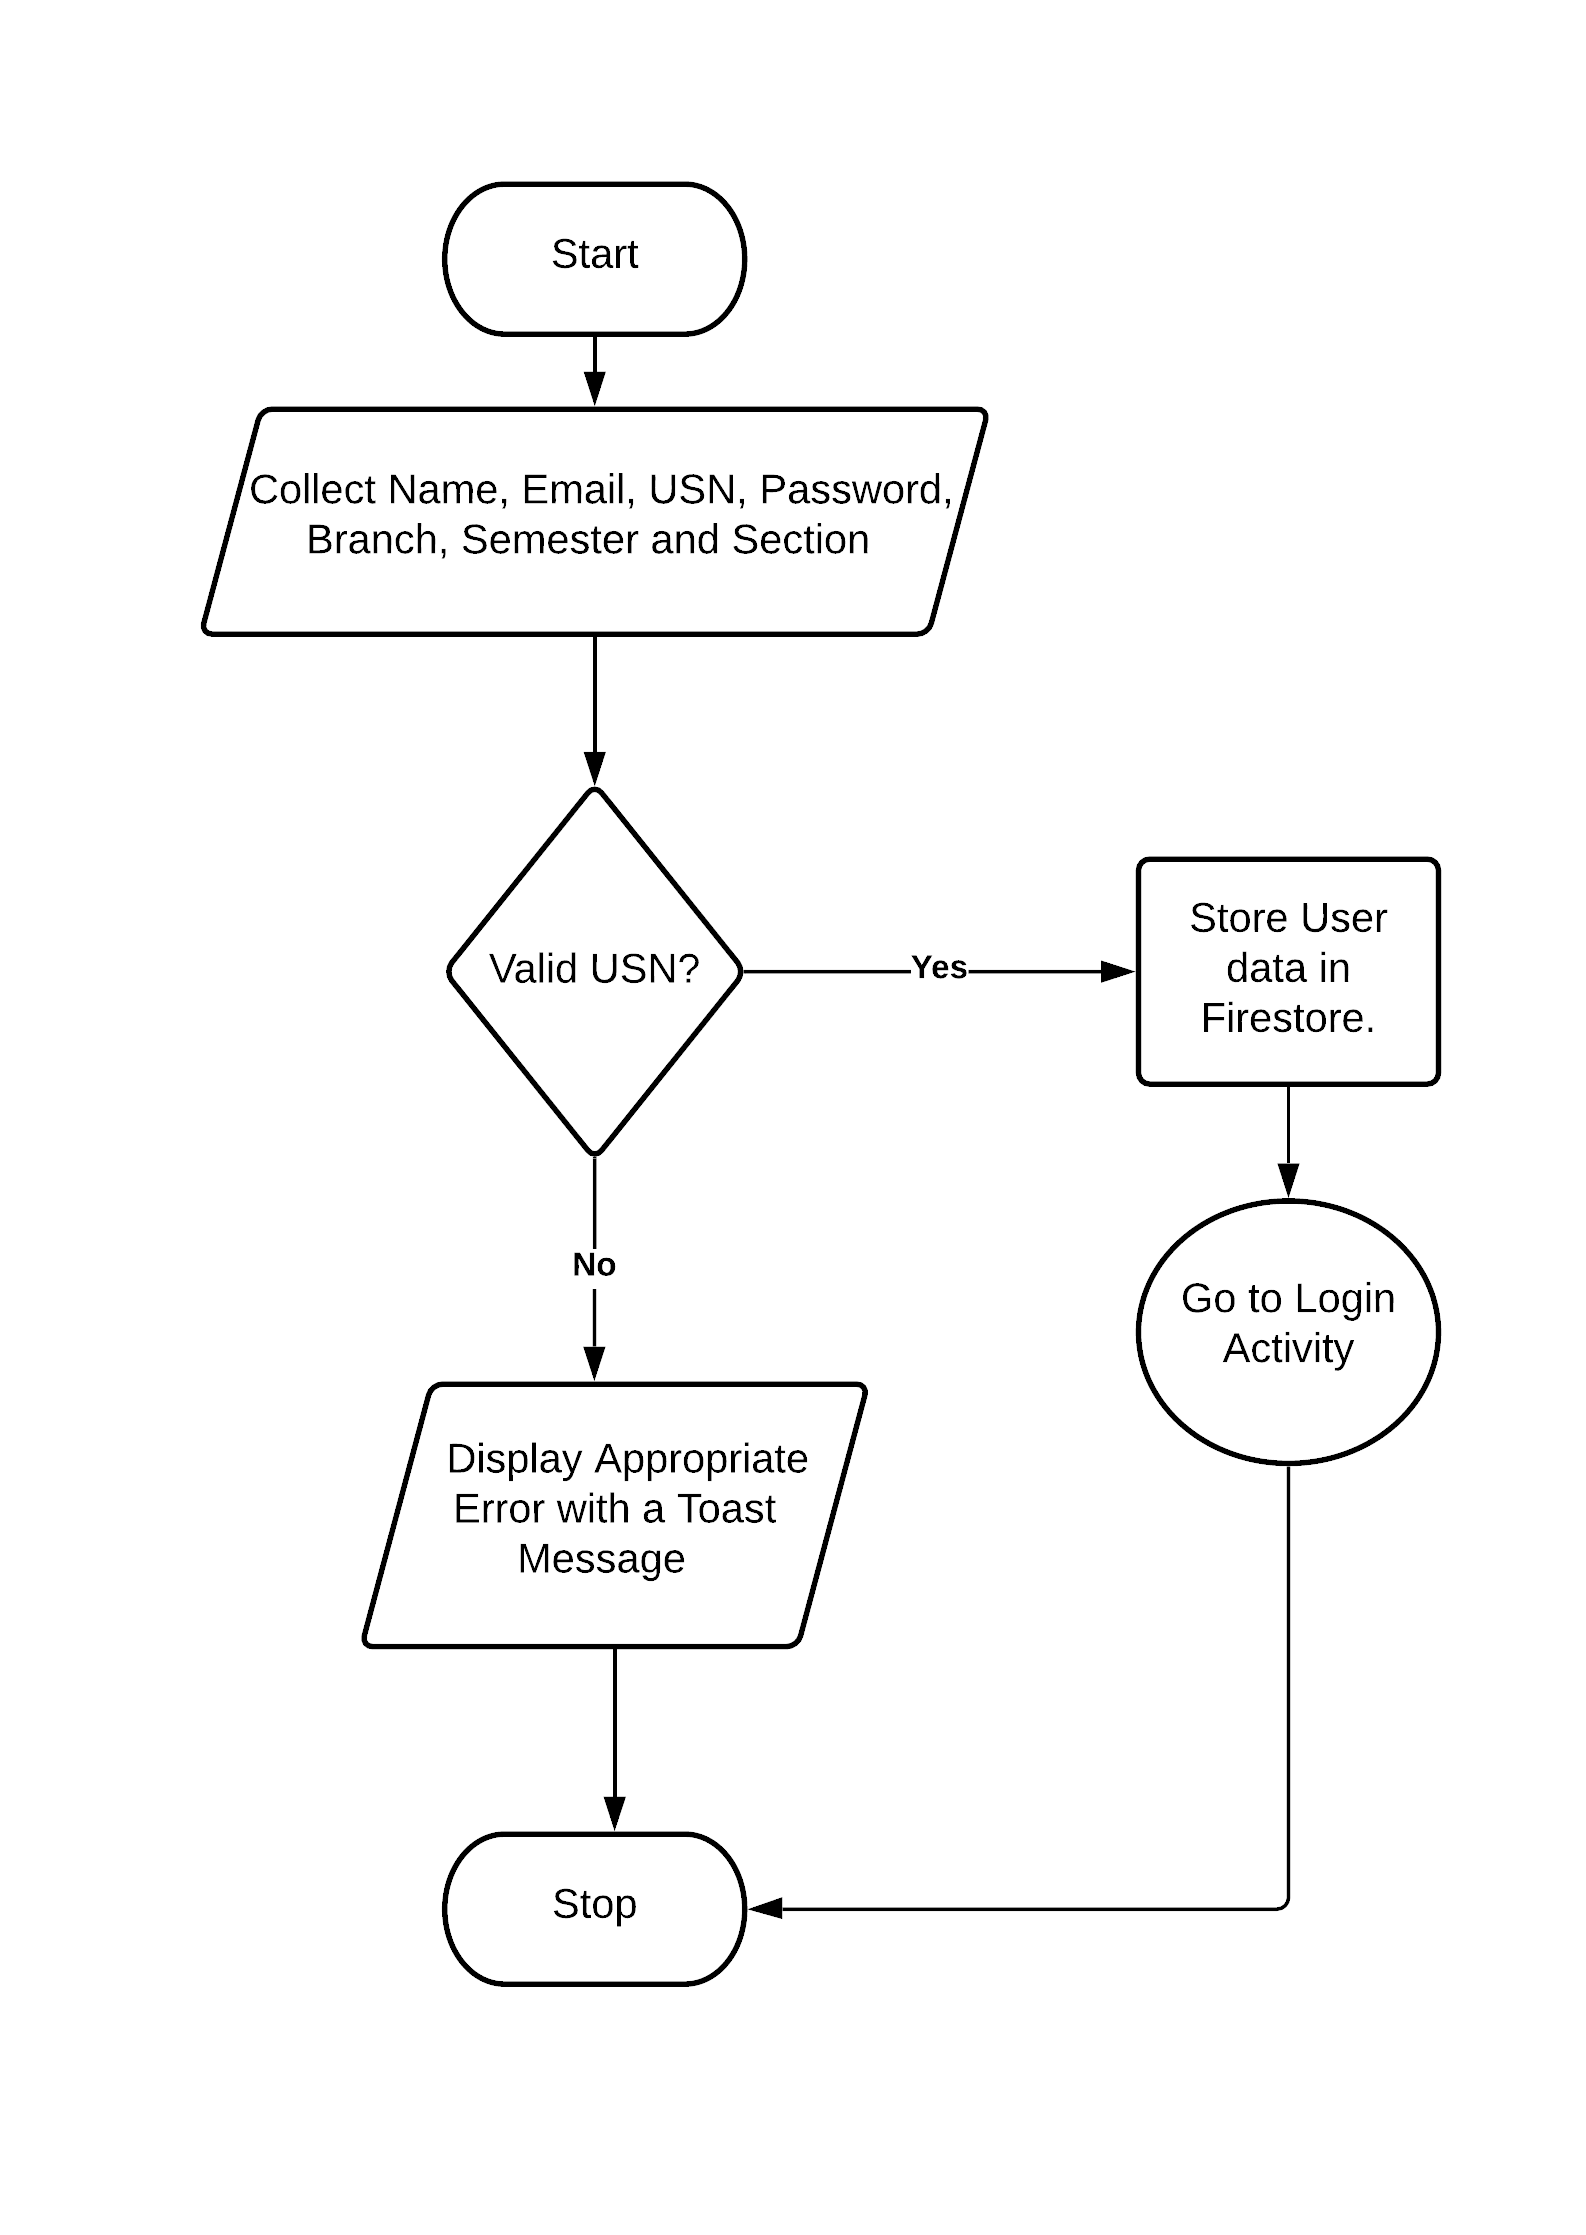 Start
Collect Name, Email, USN, Password,
Branch, Semester and Section
Valid USN?
Yes
Store User
data in
Firestore.
No
Go to Login
Activity
Display Appropriate
Error with a Toast
Message
Stop